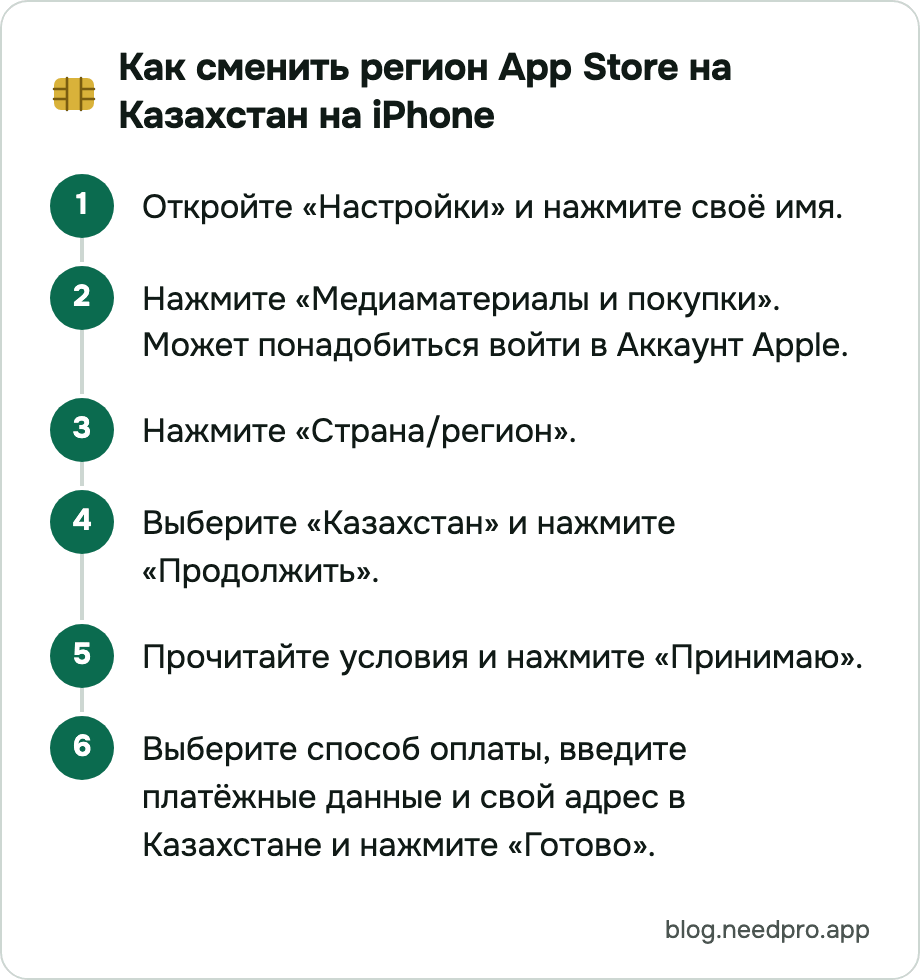 Как сменить регион App Store на
Казахстан на iPhone
1
Откройте «Настройки» и нажмите своё имя.
2
Нажмите «Медиаматериалы и покупки».
Может понадобиться войти в Аккаунт Apple.
3
Нажмите «Страна/регион».
4
Выберите «Казахстан» и нажмите
«Продолжить».
5
Прочитайте условия и нажмите «Принимаю».
6
Выберите способ оплаты, введите
платёжные данные и свой адрес в
Казахстане и нажмите «Готово».
blog.needpro.app